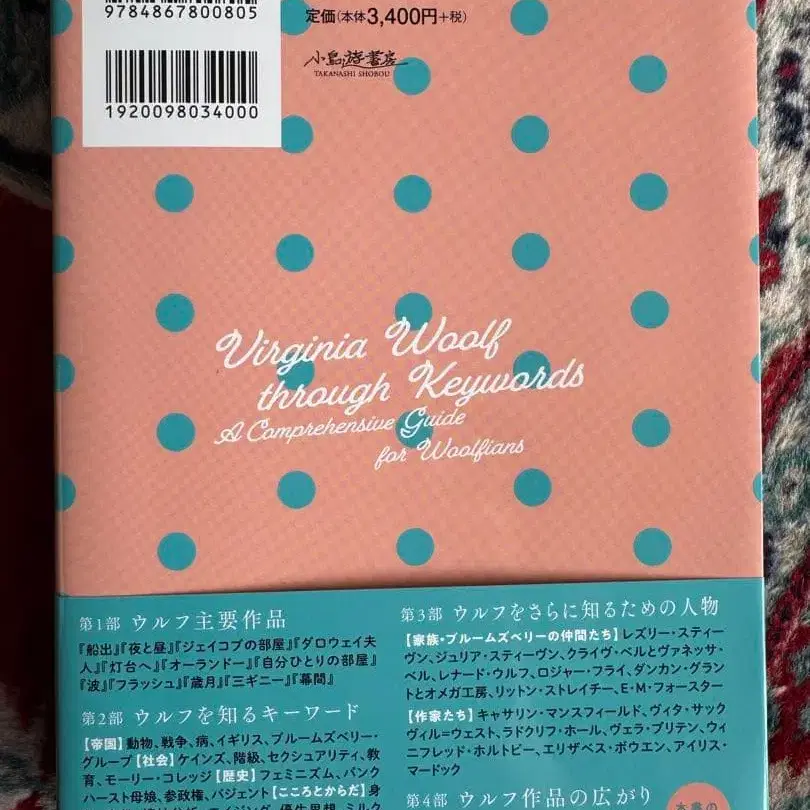 9784867800805
定価(本体3,400円+税)
小鳥遊書房
TAKANASHI SHOBOU
1920098034000
Virginia Woolf
through Keywords
A Comprehensive Guide
for Woolfians
第1部 ウルフ主要作品
『船出』『夜と昼』『ジェイコブの部屋』『ダロウェイ夫
人』『灯台へ』『オーランドー』『自分ひとりの部屋』
『波』『フラッシュ』『歳月』『三ギニー』『幕間』
第2部 ウルフを知るキーワード
【帝国】動物、戦争、病、イギリス、ブルームズベリー・
グループ【社会】ケインズ、階級、セクシュアリティ、教
育、モーリー・コレッジ【歴史】フェミニズム、パンク
ハースト母娘、参政権、パジェント【こころとからだ】身
第3部 ウルフをさらに知るための人物
【家族・ブルームズベリーの仲間たち】レズリー・スティー
ヴン、ジュリア・スティーヴン、クライヴ・ベルとヴァネッサ・
ベル、レナード・ウルフ、ロジャー・フライ、ダンカン・グラン
トとオメガ工房、リットン・ストレイチー、E・M・フォースター
【作家たち】キャサリン・マンスフィールド、ヴィタ・サック
ヴィル=ウェスト、ラドクリフ・ホール、ヴェラ・ブリテン、ウィ
ニフレッド・ホルトビー、エリザベス・ボウエン、アイリス・
マードック
第4部 ウルフ作品の広がり